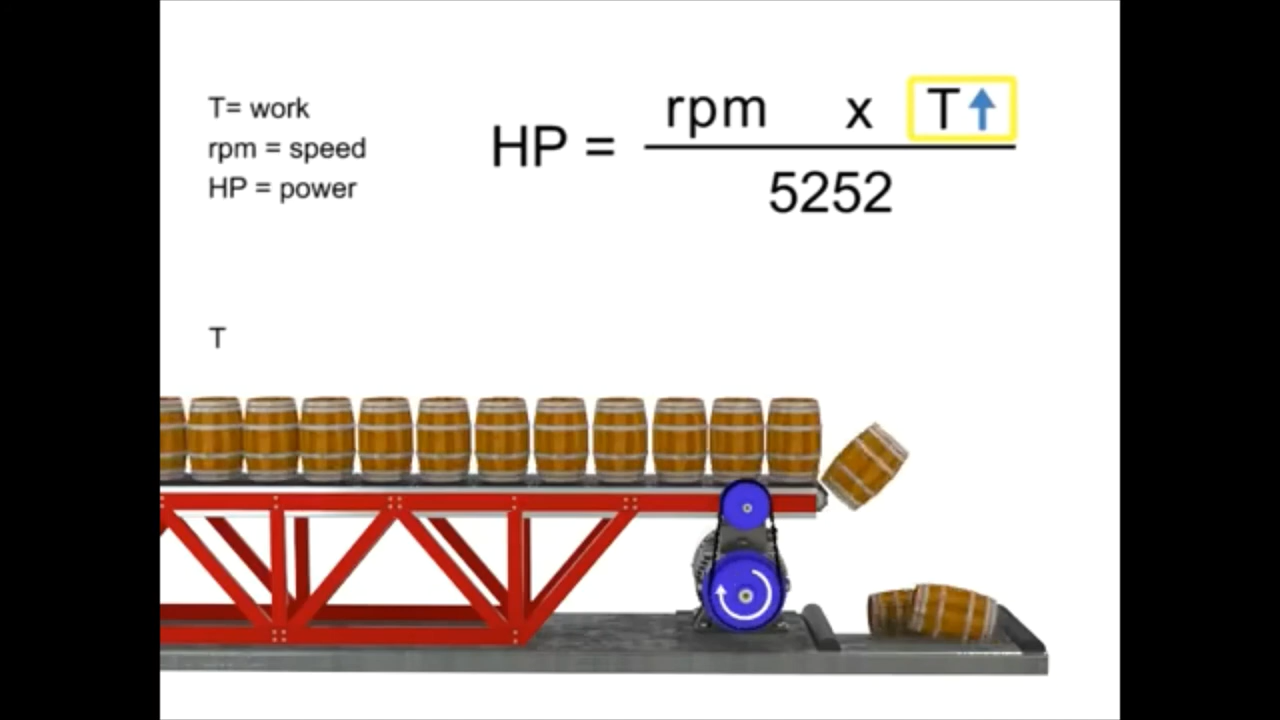 T= work
rpm = speed
HP = power
HP = rpm x T↑
5252
T